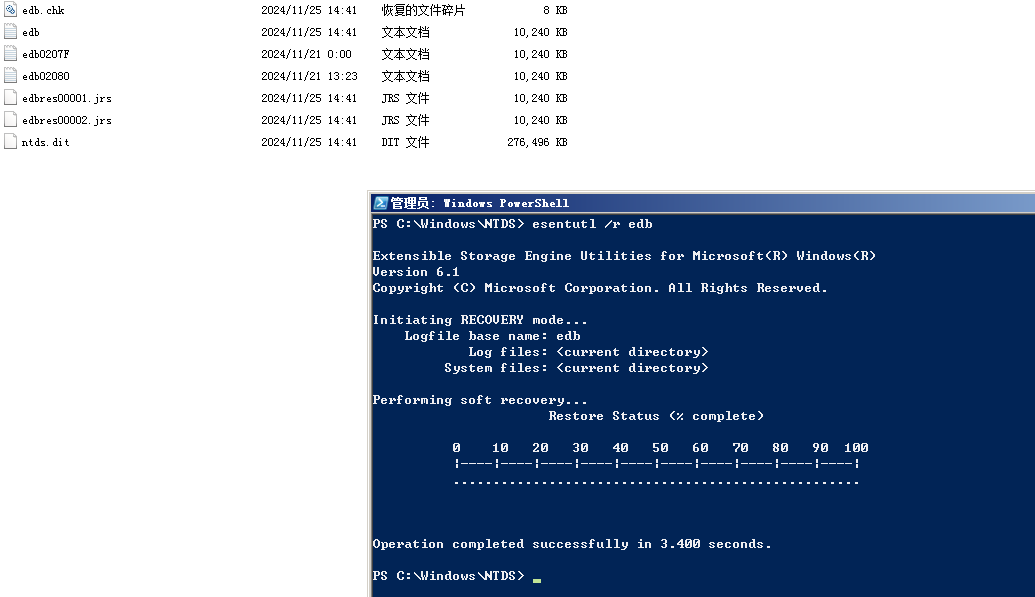 edb.chk 2024/11/25 14:41 恢复的文件碎片 8 KB
edb 2024/11/25 14:41 文本文档 10,240 KB
edb0207F 2024/11/21 0:00 文本文档 10,240 KB
edb02080 2024/11/21 13:23 文本文档 10,240 KB
edbres00001.jrs 2024/11/25 14:41 JRS 文件 10,240 KB
edbres00002.jrs 2024/11/25 14:41 JRS 文件 10,240 KB
ntds.dit 2024/11/25 14:41 DIT 文件 276,496 KB
管理员: Windows PowerShell
PS C:\Windows\NTDS> esentutl /r edb
Extensible Storage Engine Utilities for Microsoft(R) Windows(R)
Version 6.1
Copyright (C) Microsoft Corporation. All Rights Reserved.
Initiating RECOVERY mode...
Logfile base name: edb
Log files: <current directory>
System files: <current directory>
Performing soft recovery...
Restore Status (% complete)
0 10 20 30 40 50 60 70 80 90 100
|----|----|----|----|----|----|----|----|----|----|
...................................................
Operation completed successfully in 3.400 seconds.
PS C:\Windows\NTDS> _